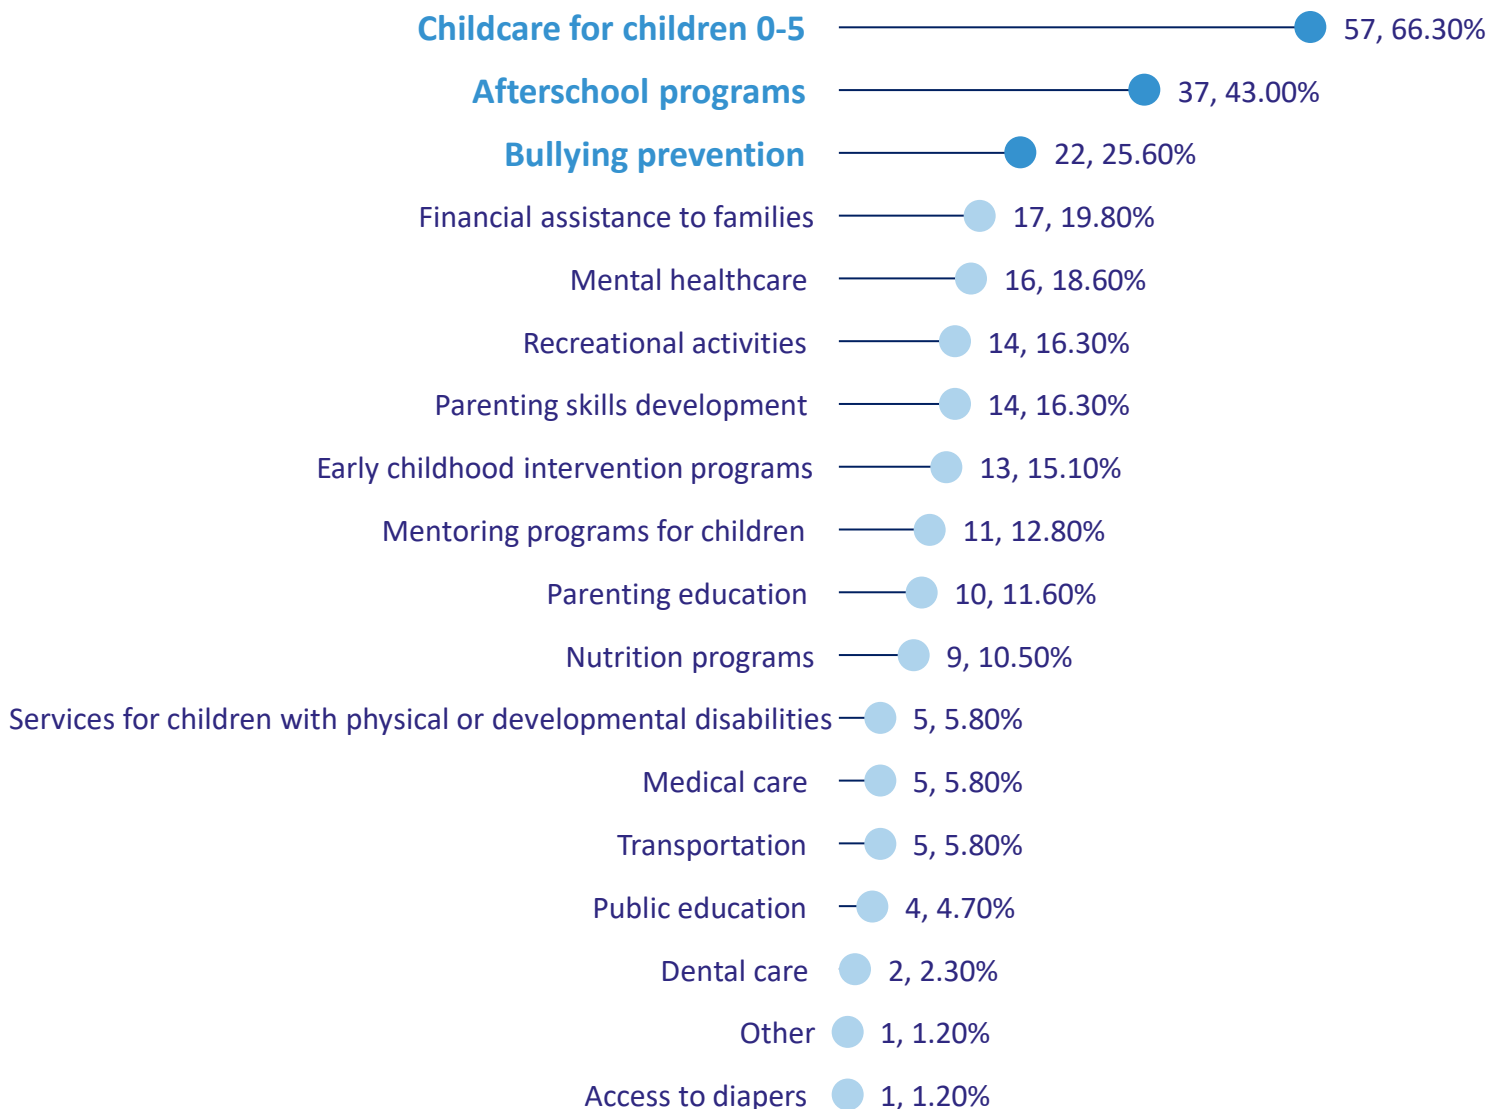 Childcare for children 0-5 57, 66.30%
Afterschool programs 37, 43.00%
Bullying prevention 22, 25.60%
Financial assistance to families 17, 19.80%
Mental healthcare 16, 18.60%
Recreational activities 14, 16.30%
Parenting skills development 14, 16.30%
Early childhood intervention programs 13, 15.10%
Mentoring programs for children 11, 12.80%
Parenting education 10, 11.60%
Nutrition programs 9, 10.50%
Services for children with physical or developmental disabilities 5, 5.80%
Medical care 5, 5.80%
Transportation 5, 5.80%
Public education 4, 4.70%
Dental care 2, 2.30%
Other 1, 1.20%
Access to diapers 1, 1.20%